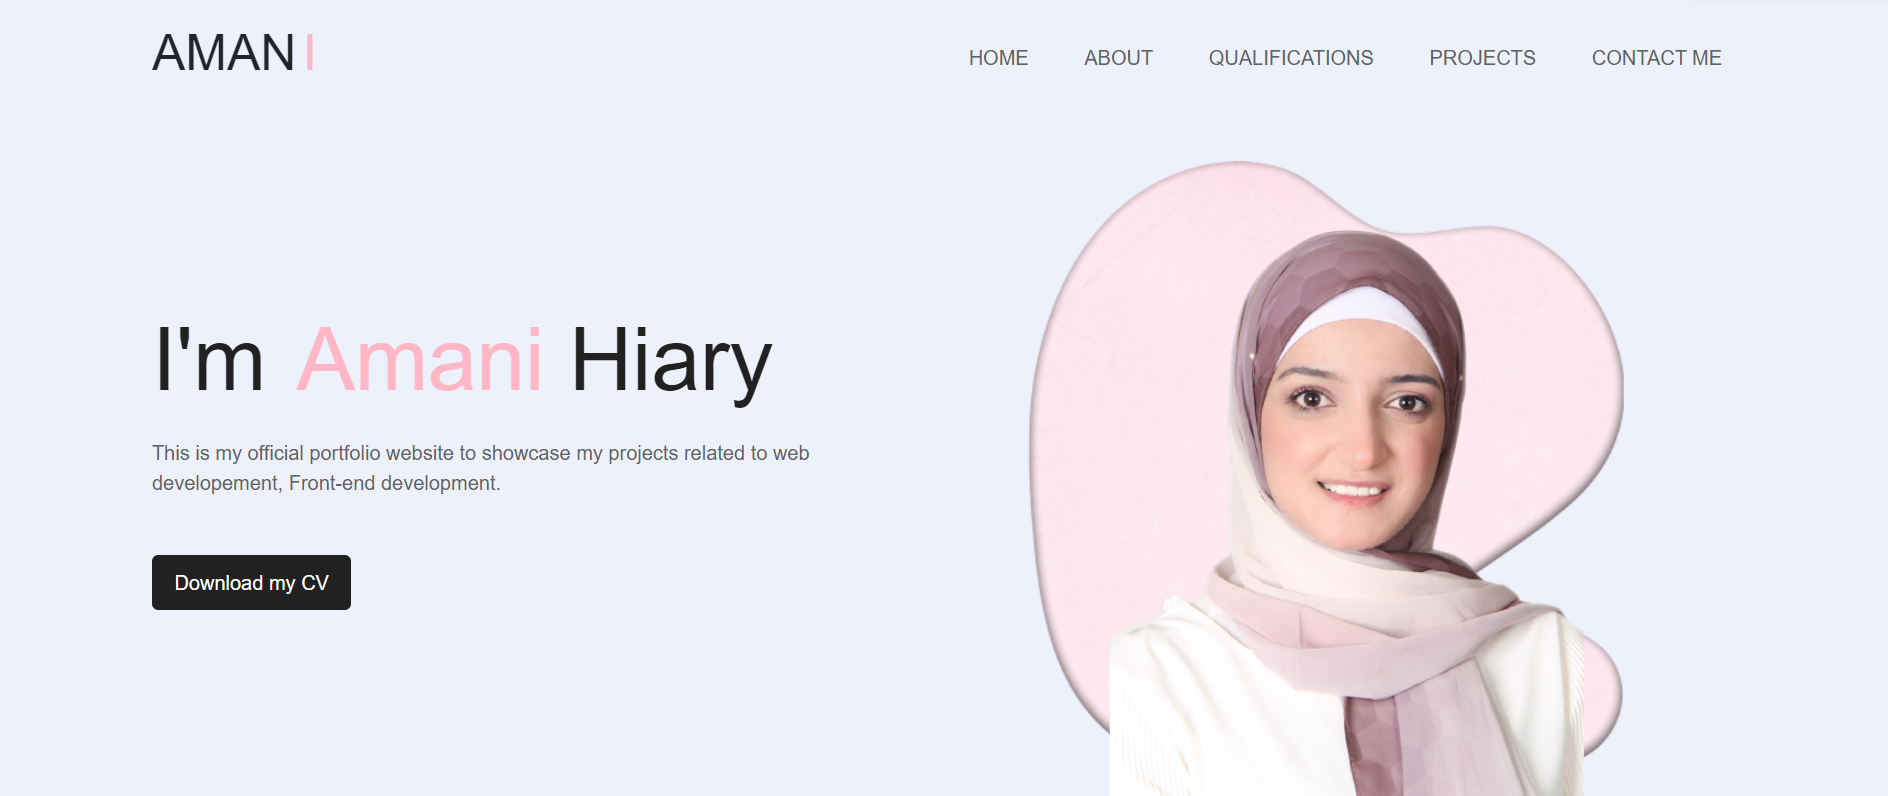 AMANI
HOME ABOUT QUALIFICATIONS PROJECTS CONTACT ME
I'm Amani Hiary
This is my official portfolio website to showcase my projects related to web
developement, Front-end development.
Download my CV